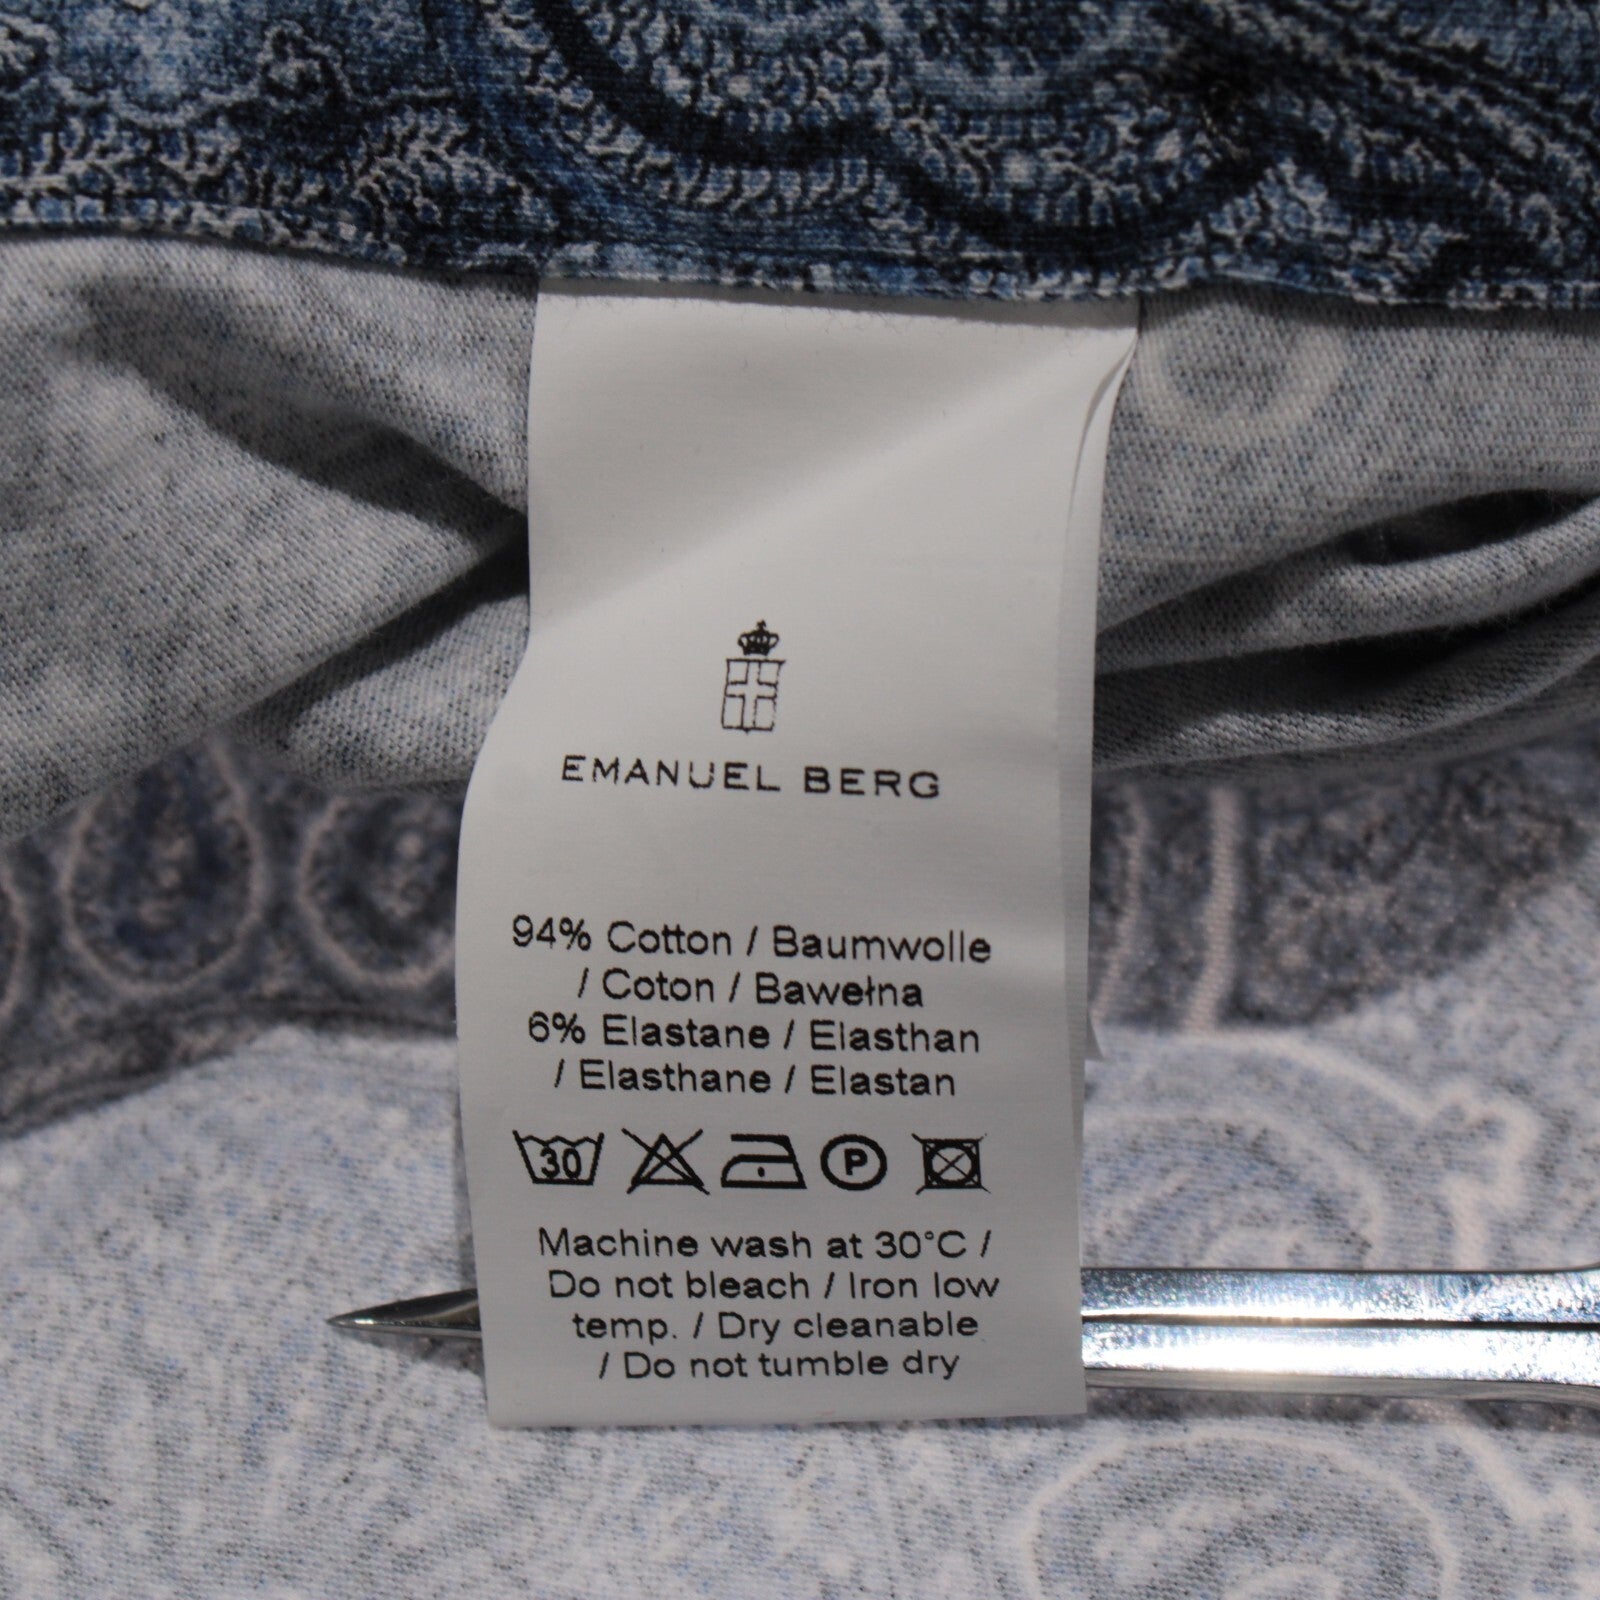 EMANUEL BERG
94% Cotton / Baumwolle
/ Coton / Bawełna
6% Elastane / Elasthan
/ Elasthane / Elastan
30 P
Machine wash at 30°C /
Do not bleach / Iron low
temp. / Dry cleanable
/ Do not tumble dry